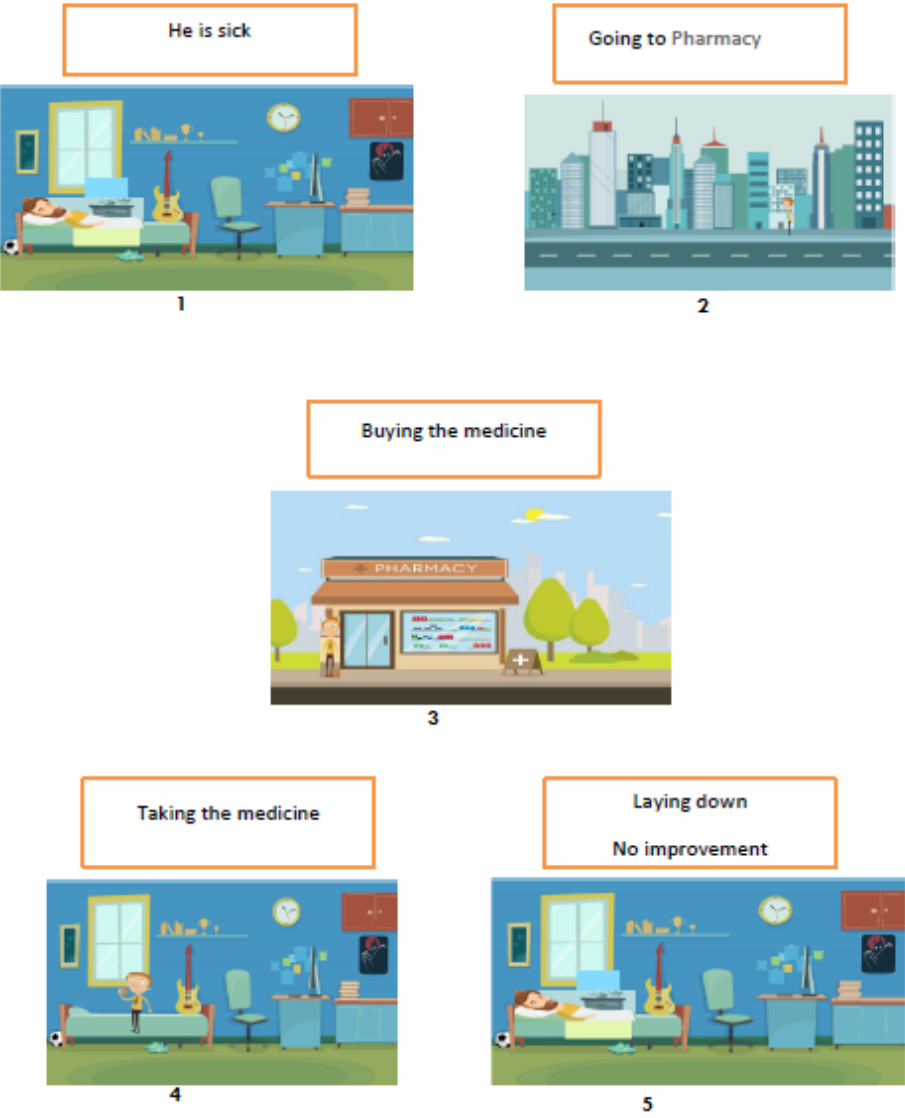 He is sick
Going to Pharmacy
1
2
Buying the medicine
PHARMACY
3
Taking the medicine
Laying down
No improvement
4
5